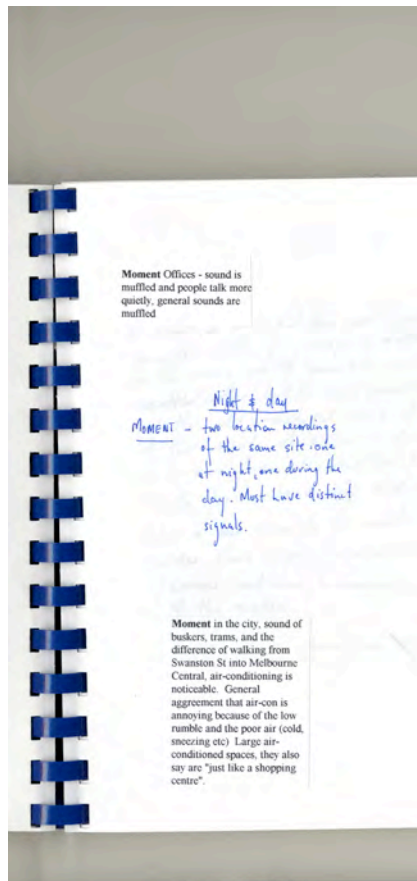 Moment Offices - sound is
muffled and people talk more
quietly, general sounds are
muffled
Night & day
MOMENT - two location recordings
of the same site. one
at night, one during the
day. Must have distinct
signals.
Moment in the city, sound of
buskers, trams, and the
difference of walking from
Swanston St into Melbourne
Central, air-conditioning is
noticeable. General
aggreement that air-con is
annoying because of the low
rumble and the poor air (cold,
sneezing etc) Large air-
conditioned spaces, they also
say are "just like a shopping
centre".